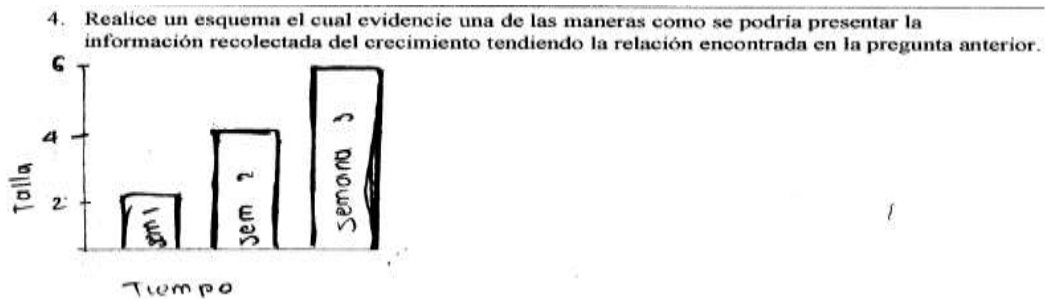 4. Realice un esquema el cual evidencie una de las maneras como se podría presentar la
información recolectada del crecimiento tendiendo la relación encontrada en la pregunta anterior.
6
4
2
Talla
sem 1
sem 2
semana 3
Tiempo